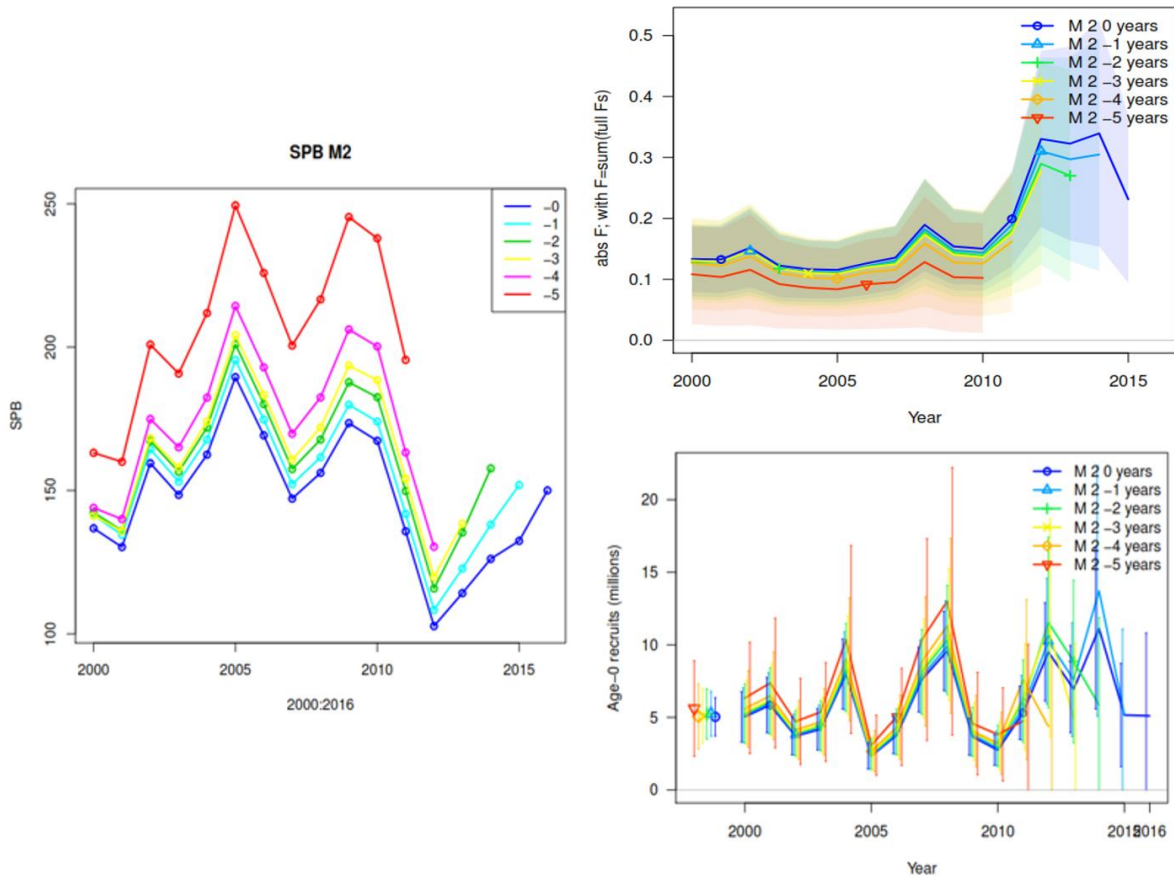 SPB M2
250
200
150
100
SPB
-0
-1
-2
-3
-4
-5
2000
2005
2010
2015
2000:2016
M 2 0 years
M 2 -1 years
M 2 -2 years
M 2 -3 years
M 2 -4 years
M 2 -5 years
abs F; with F=sum(full Fs)
0.5
0.4
0.3
0.2
0.1
0.0
2000
2005
2010
2015
Year
M 2 0 years
M 2 -1 years
M 2 -2 years
M 2 -3 years
M 2 -4 years
M 2 -5 years
Age-0 recruits (millions)
20
15
10
5
0
2000
2005
2010
2015
2016
Year